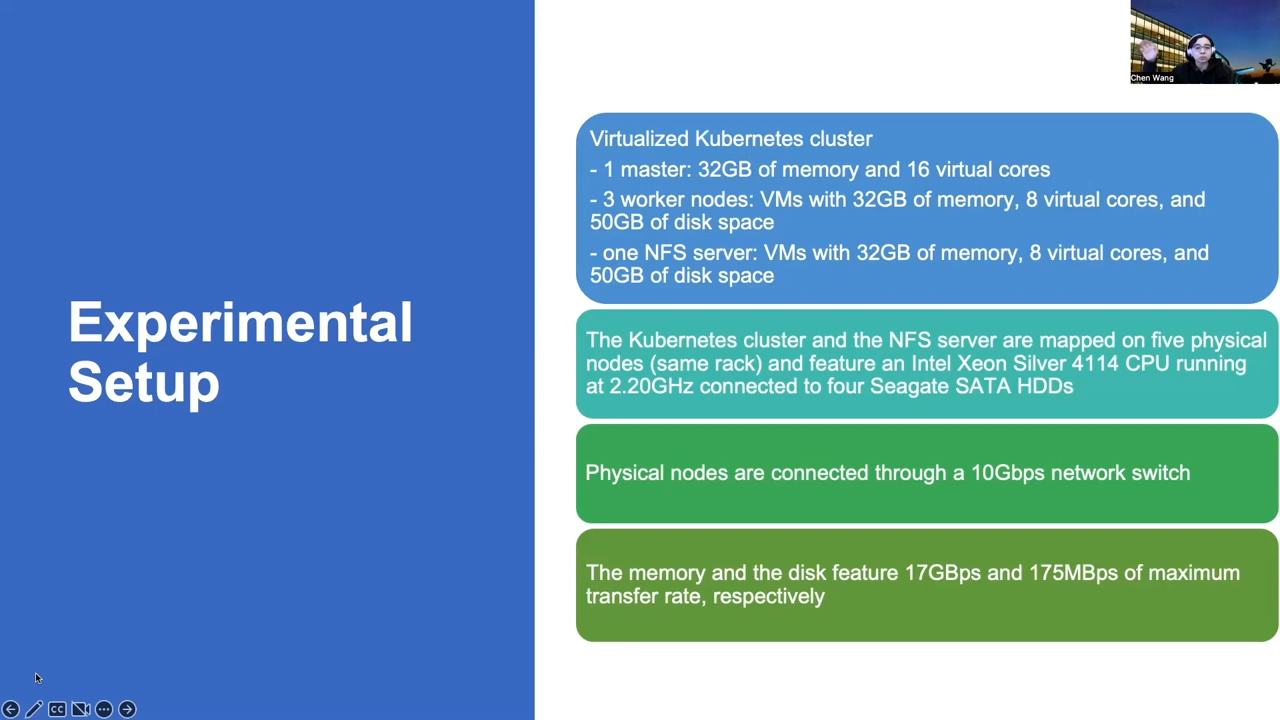 Chen Wang
Experimental
Setup
Virtualized Kubernetes cluster
- 1 master: 32GB of memory and 16 virtual cores
- 3 worker nodes: VMs with 32GB of memory, 8 virtual cores, and
50GB of disk space
- one NFS server: VMs with 32GB of memory, 8 virtual cores, and
50GB of disk space
The Kubernetes cluster and the NFS server are mapped on five physical
nodes (same rack) and feature an Intel Xeon Silver 4114 CPU running
at 2.20GHz connected to four Seagate SATA HDDs
Physical nodes are connected through a 10Gbps network switch
The memory and the disk feature 17GBps and 175MBps of maximum
transfer rate, respectively
CC